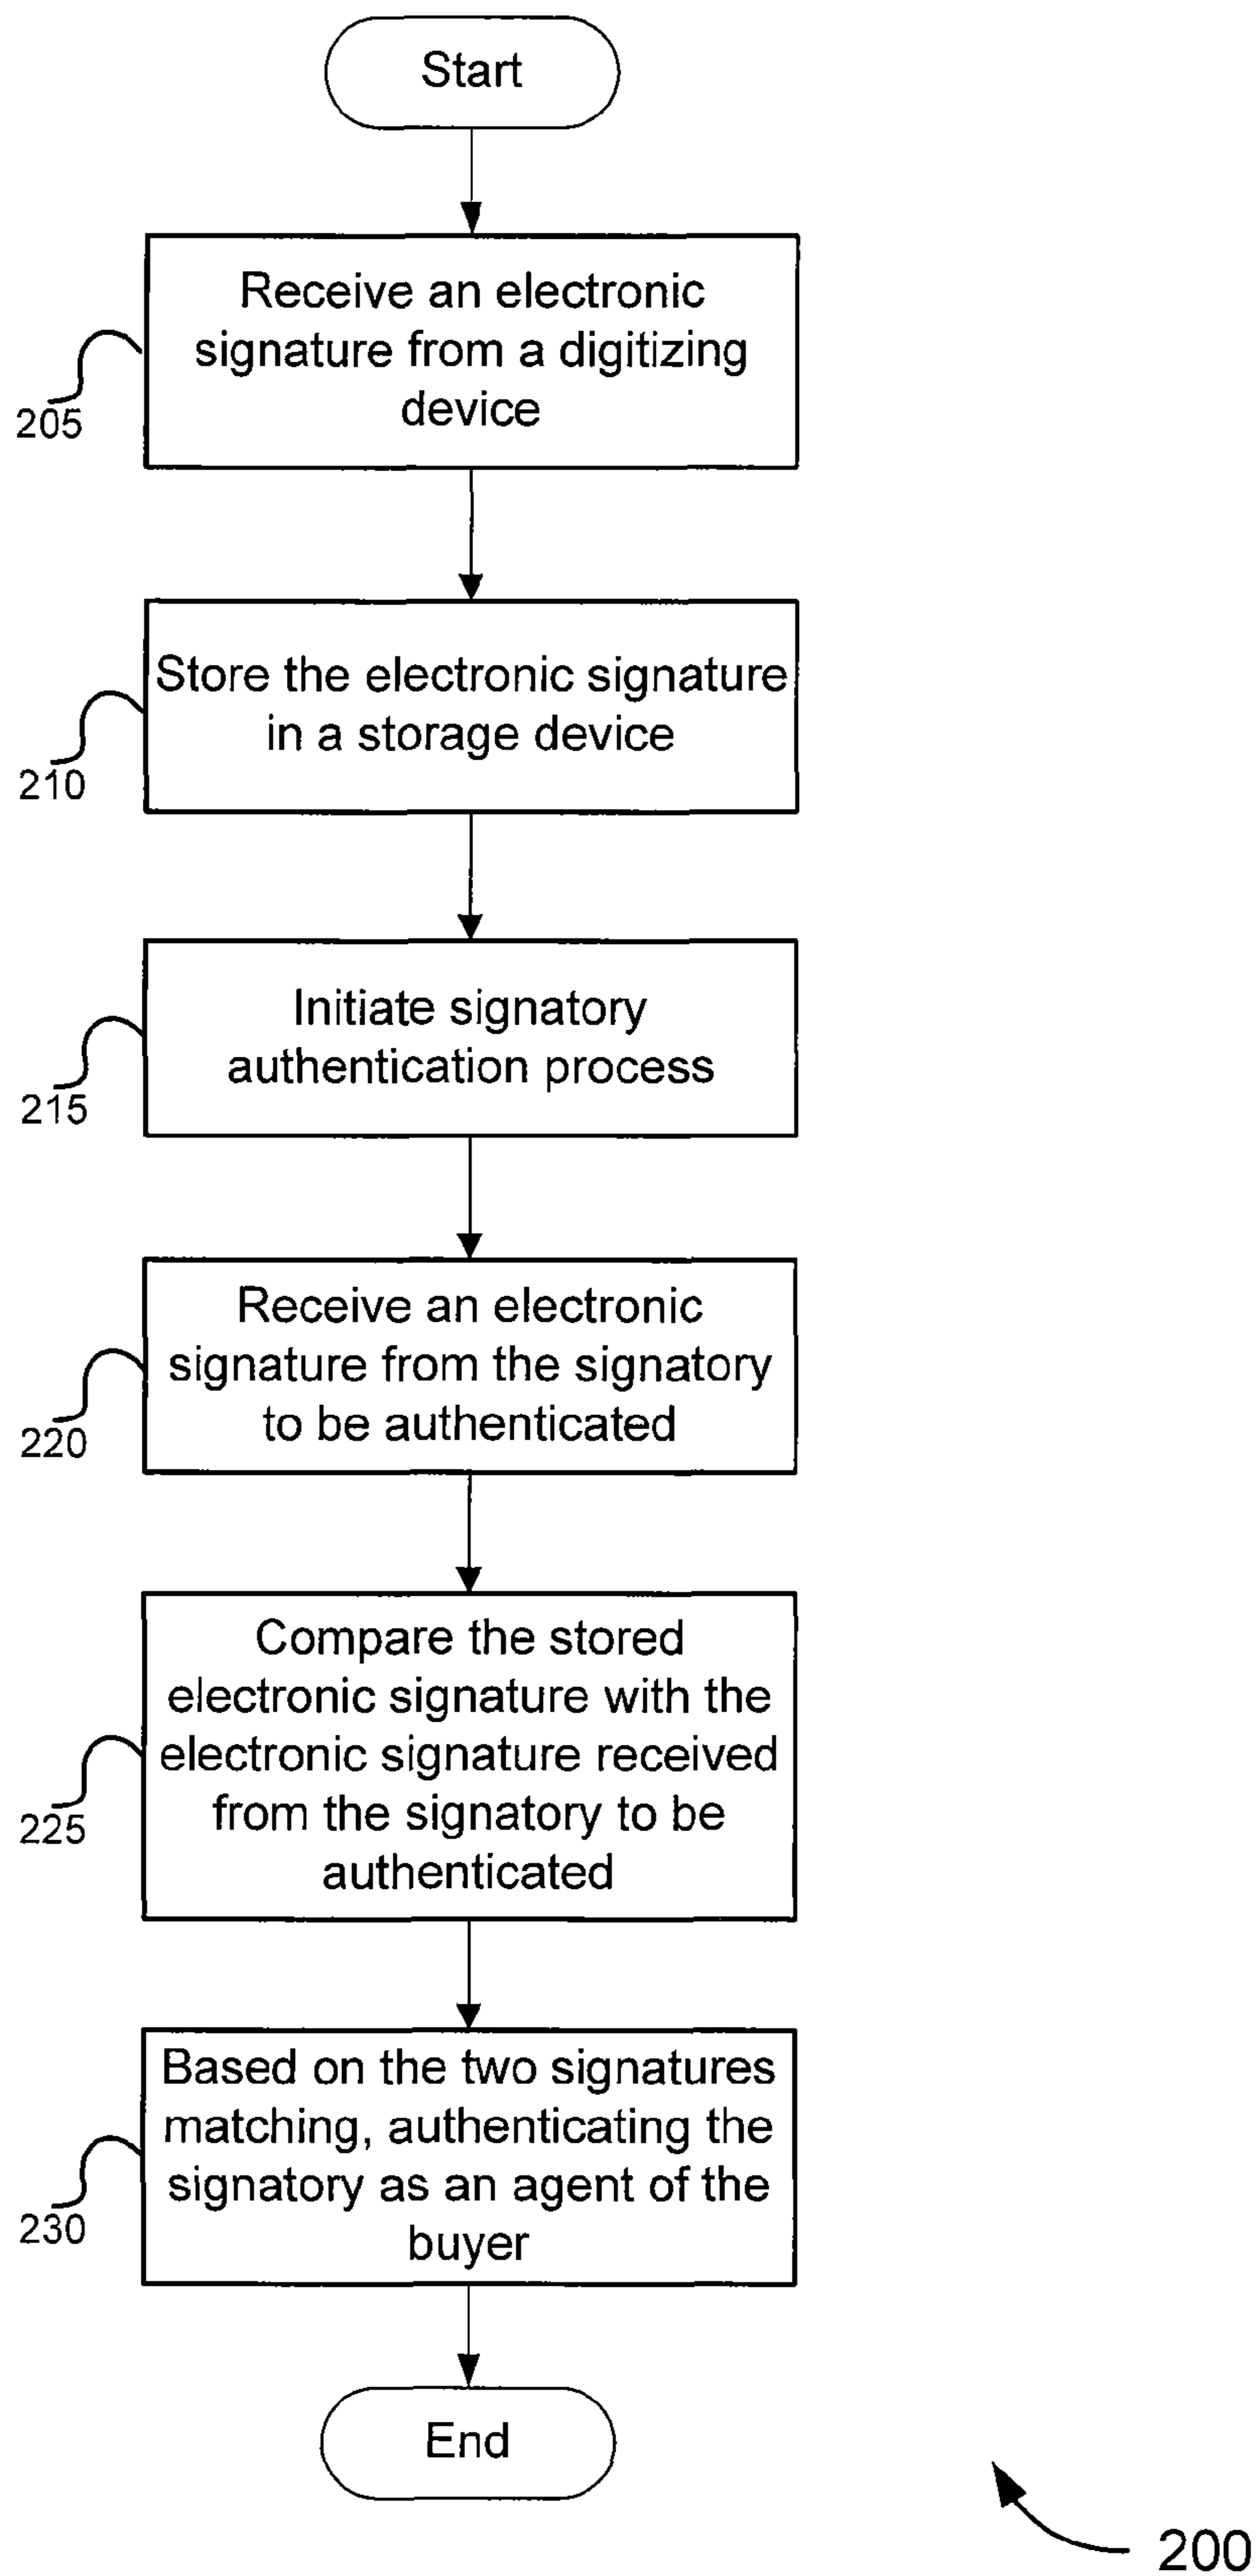 Start
Receive an electronic
signature from a digitizing
device
205
Store the electronic signature
in a storage device
210
Initiate signatory
authentication process
215
Receive an electronic
signature from the signatory
to be authenticated
220
Compare the stored
electronic signature with the
electronic signature received
from the signatory to be
authenticated
225
Based on the two signatures
matching, authenticating the
signatory as an agent of the
buyer
230
End
200